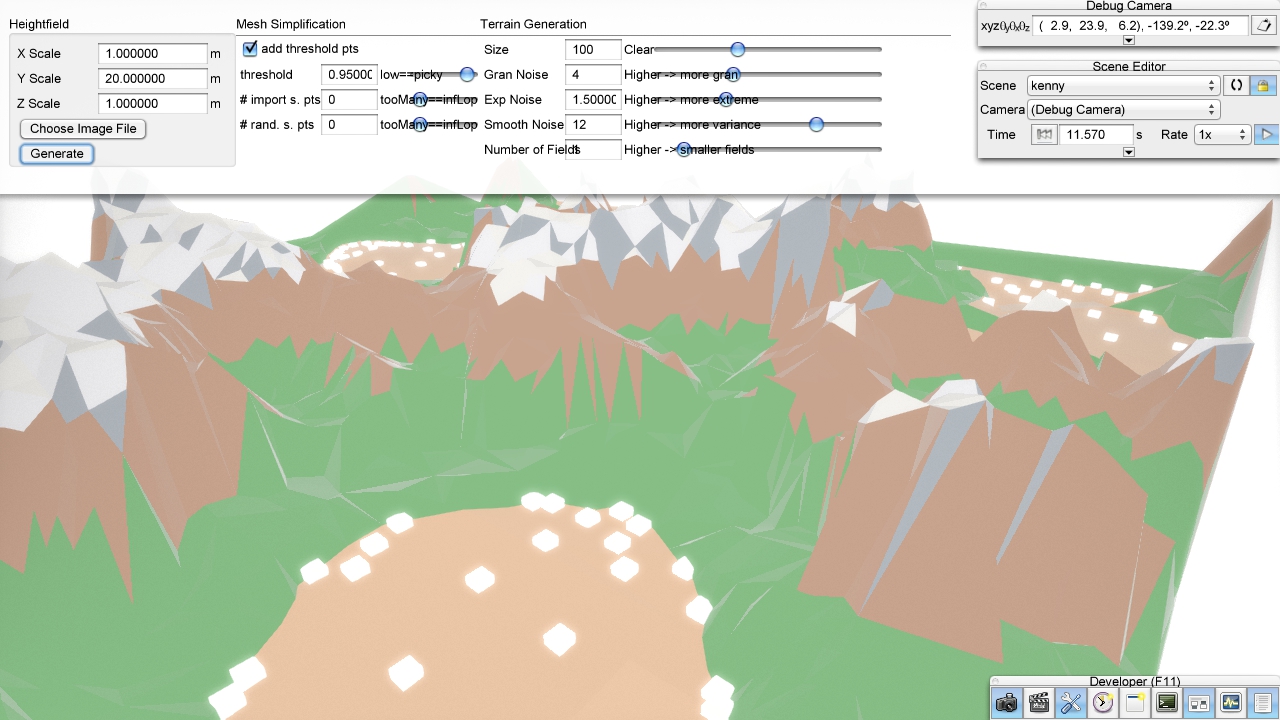 Heightfield
X Scale 1.000000 m
Y Scale 20.000000 m
Z Scale 1.000000 m
Choose Image File
Generate
Mesh Simplification
add threshold pts
threshold 0.95000 low==picky
# import s. pts 0 tooMany==infLop
# rand. s. pts 0 tooMany==infLop
Terrain Generation
Size 100 Clear
Gran Noise 4 Higher -> more gran
Exp Noise 1.50000 Higher -> more extreme
Smooth Noise 12 Higher -> more variance
Number of Fields Higher -> smaller fields
Debug Camera
( 2.9, 23.9, 6.2), -139.2º, -22.3º
Scene Editor
Scene kenny
Camera (Debug Camera)
Time 11.570 s Rate 1x
Developer (F11)